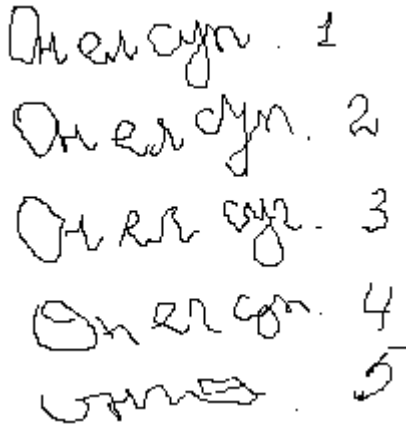 Он ел суп. 1
Он ел суп. 2
Он ел суп. 3
Он ел суп. 4
5